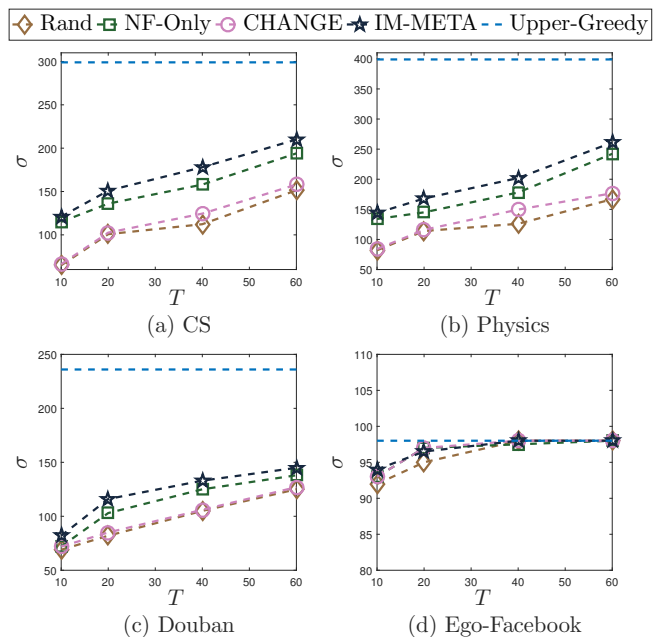 Rand NF-Only CHANGE IM-META Upper-Greedy
300
250
200
150
100
σ
10 20 30 40 50 60
T
(a) CS
400
350
300
250
200
150
100
50
σ
10 20 30 40 50 60
T
(b) Physics
250
200
150
100
50
σ
10 20 30 40 50 60
T
(c) Douban
110
105
100
95
90
85
80
σ
10 20 30 40 50 60
T
(d) Ego-Facebook